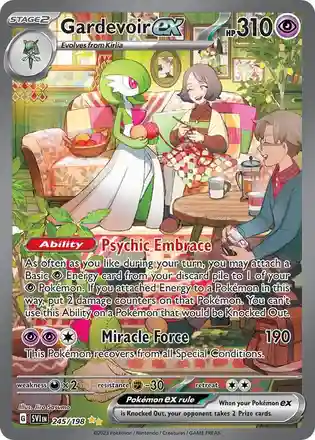 STAGE 2
Gardevoir ex
HP 310
Evolves from Kirlia
Ability Psychic Embrace
As often as you like during your turn, you may attach a
Basic Energy card from your discard pile to 1 of your
Pokémon. If you attached Energy to a Pokémon in this
way, put 2 damage counters on that Pokémon. You can't
use this Ability on a Pokémon that would be Knocked Out.
Miracle Force 190
This Pokémon recovers from all Special Conditions.
weakness ×2 resistance -30 retreat
Pokémon ex rule
When your Pokémon ex
is Knocked Out, your opponent takes 2 Prize cards.
Illus. Jiro Sasumo
G SVI EN 245/198
©2023 Pokémon / Nintendo / Creatures / GAME FREAK